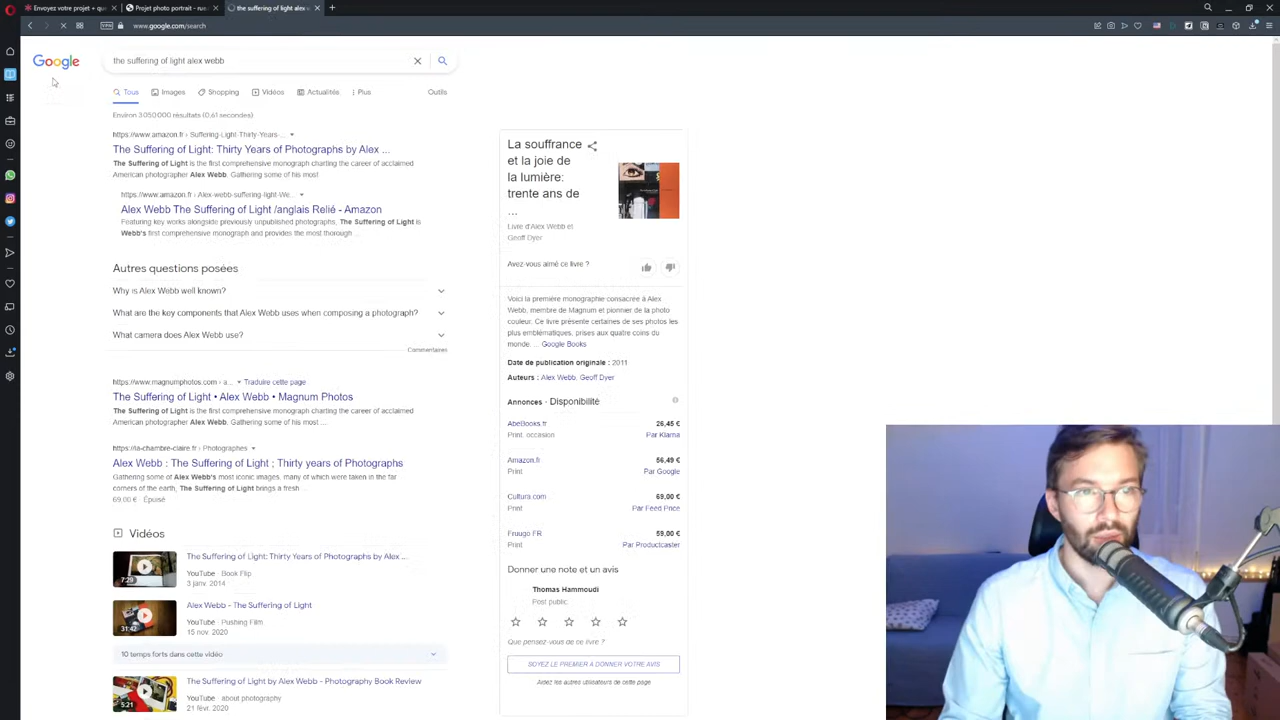 Envoyez votre projet + que
Projet photo portrait - rus
the suffering of light alex w
VPN
www.google.com/search
Google
the suffering of light alex webb
Tous
Images
Shopping
Vidéos
Actualités
Plus
Outils
Environ 3 050 000 résultats (0,61 secondes)
https://www.amazon.fr › Suffering-Light-Thirty-Years-...
The Suffering of Light: Thirty Years of Photographs by Alex ...
The Suffering of Light is the first comprehensive monograph charting the career of acclaimed
American photographer Alex Webb. Gathering some of his most
https://www.amazon.fr › Alex-webb-suffering-light-We...
Alex Webb The Suffering of Light /anglais Relié - Amazon
Featuring key works alongside previously unpublished photographs, The Suffering of Light is
Webb's first comprehensive monograph and provides the most thorough ...
Autres questions posées
Why is Alex Webb well known?
What are the key components that Alex Webb uses when composing a photograph?
What camera does Alex Webb use?
Commentaires
https://www.magnumphotos.com › a...
Traduire cette page
The Suffering of Light • Alex Webb • Magnum Photos
The Suffering of Light is the first comprehensive monograph charting the career of acclaimed
American photographer Alex Webb. Gathering some of his most ...
https://la-chambre-claire.fr › Photographes
Alex Webb : The Suffering of Light ; Thirty years of Photographs
Gathering some of Alex Webb's most iconic images, many of which were taken in the far
corners of the earth, The Suffering of Light brings a fresh ...
69,00 € · Épuisé
Vidéos
7:29
The Suffering of Light: Thirty Years of Photographs by Alex ...
YouTube · Book Flip
3 janv. 2014
31:42
Alex Webb - The Suffering of Light
YouTube · Pushing Film
15 nov. 2020
10 temps forts dans cette vidéo
5:21
The Suffering of Light by Alex Webb - Photography Book Review
YouTube · about photography
21 févr. 2020
La souffrance
et la joie de
la lumière:
trente ans de
...
Livre d'Alex Webb et
Geoff Dyer
Avez-vous aimé ce livre ?
Voici la première monographie consacrée à Alex
Webb, membre de Magnum et pionnier de la photo
couleur. Ce livre présente certaines de ses photos les
plus emblématiques, prises aux quatre coins du
monde. ... Google Books
Date de publication originale : 2011
Auteurs : Alex Webb, Geoff Dyer
Annonces · Disponibilité
AbeBooks.fr
26,45 €
Print, occasion
Par Klarna
Amazon.fr
56,49 €
Print
Par Google
Cultura.com
69,00 €
Print
Par Feed Price
Fruugo FR
59,00 €
Print
Par Productcaster
Donner une note et un avis
Thomas Hammoudi
Post public.
Que pensez-vous de ce livre ?
SOYEZ LE PREMIER À DONNER VOTRE AVIS
Aidez les autres utilisateurs de cette page